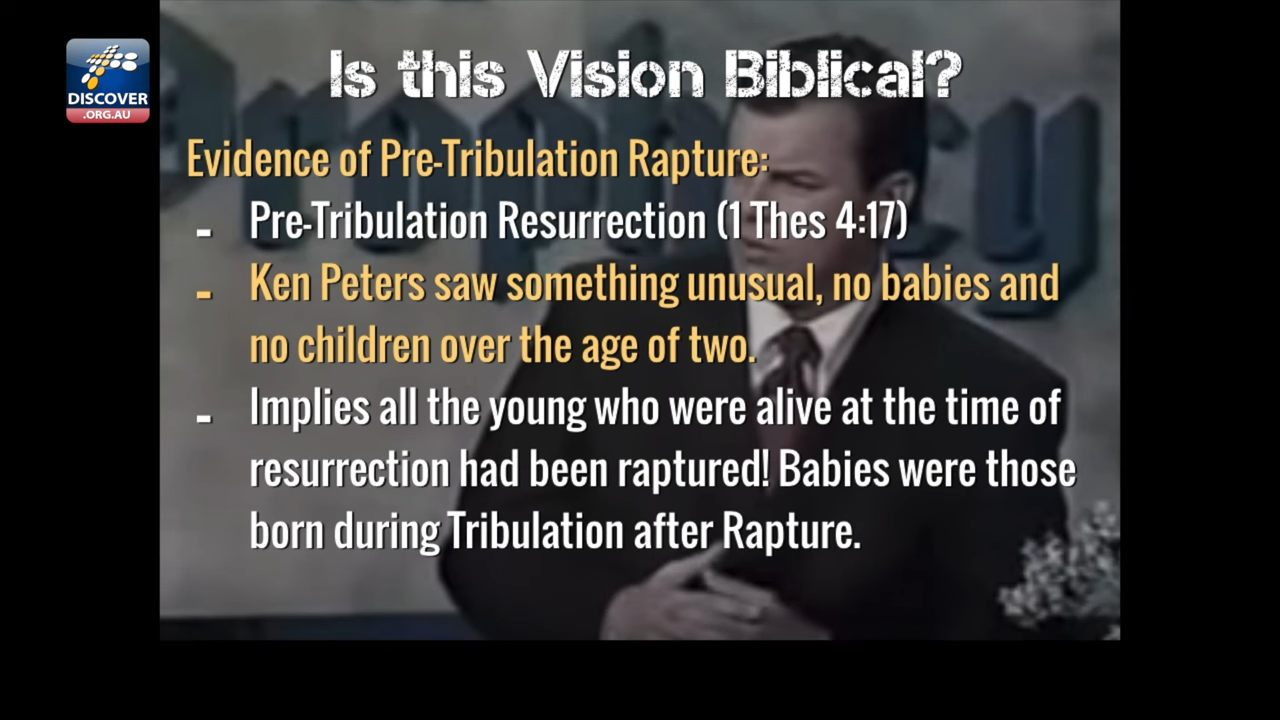 DISCOVER
.ORG.AU
Is this Vision Biblical?
Evidence of Pre-Tribulation Rapture:
- Pre-Tribulation Resurrection (1 Thes 4:17)
- Ken Peters saw something unusual, no babies and
no children over the age of two.
- Implies all the young who were alive at the time of
resurrection had been raptured! Babies were those
born during Tribulation after Rapture.